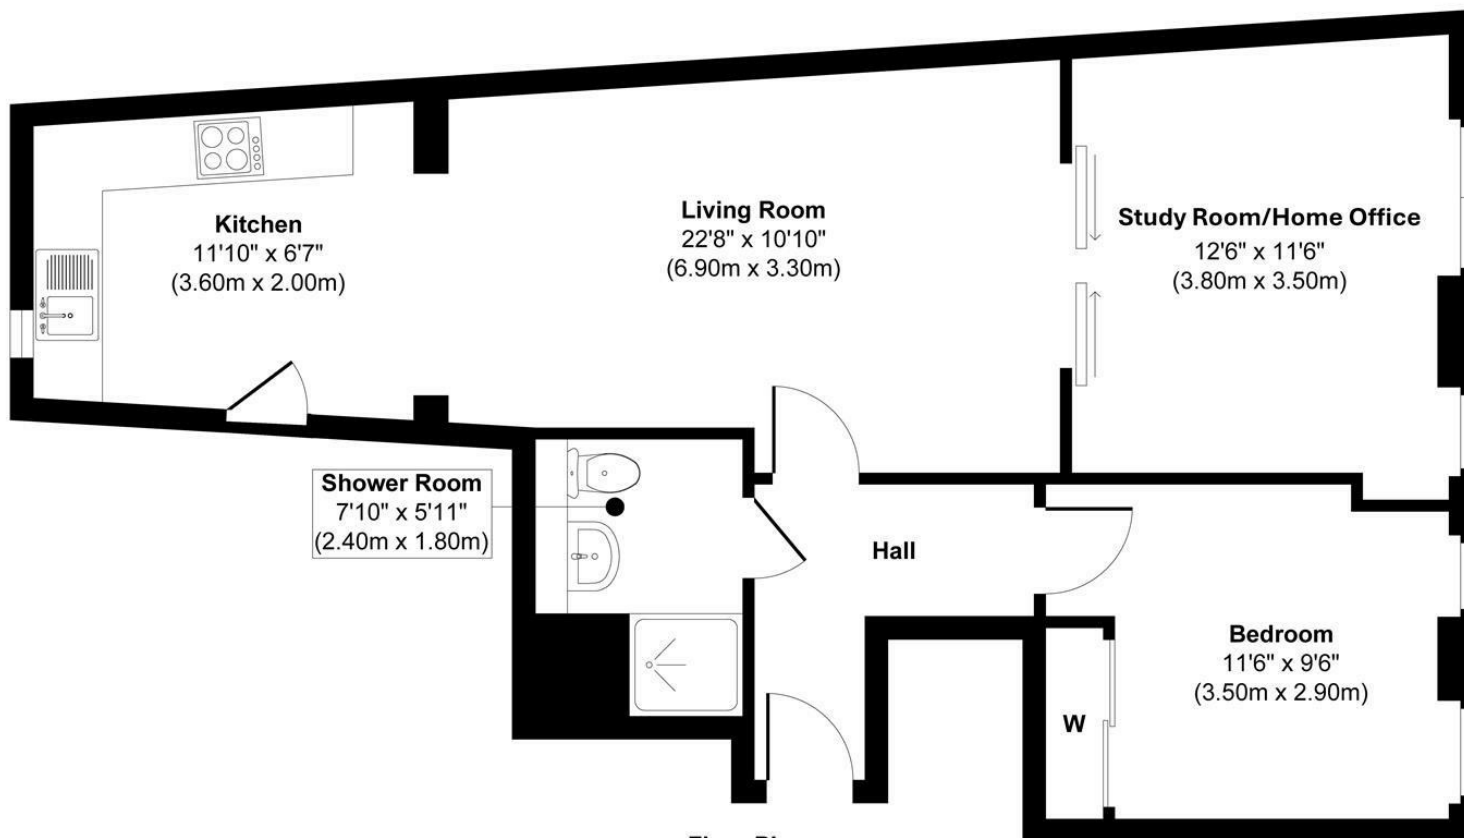 Kitchen
11'10" x 6'7"
(3.60m x 2.00m)
Living Room
22'8" x 10'10"
(6.90m x 3.30m)
Study Room/Home Office
12'6" x 11'6"
(3.80m x 3.50m)
Shower Room
7'10" x 5'11"
(2.40m x 1.80m)
Hall
Bedroom
11'6" x 9'6"
(3.50m x 2.90m)
W